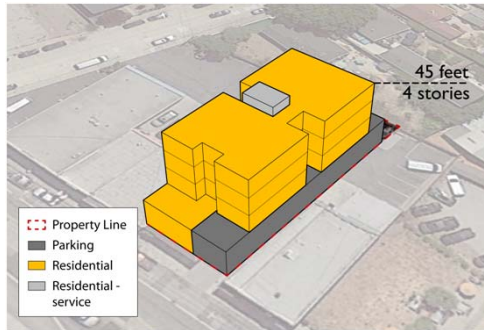 45 feet
4 stories
Property Line
Parking
Residential
Residential -
service